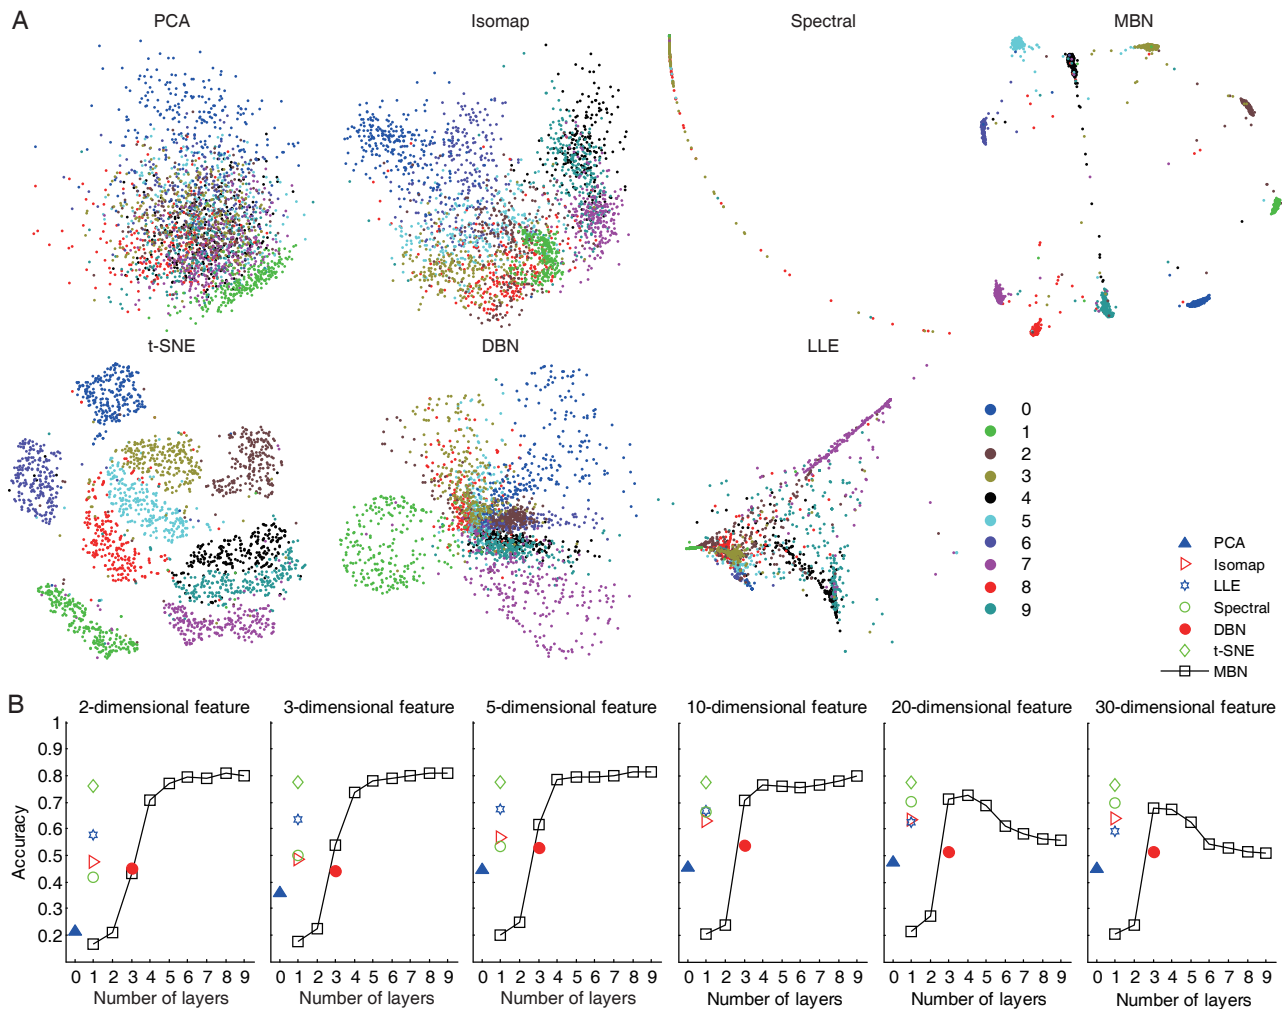 A
PCA Isomap Spectral MBN
t-SNE DBN LLE
0
1
2
3
4
5
6
7
8
9
PCA
Isomap
LLE
Spectral
DBN
t-SNE
MBN
B
2-dimensional feature 3-dimensional feature 5-dimensional feature 10-dimensional feature 20-dimensional feature 30-dimensional feature
1
0.9
0.8
0.7
0.6
0.5
0.4
0.3
0.2
Accuracy
0 1 2 3 4 5 6 7 8 9 0 1 2 3 4 5 6 7 8 9 0 1 2 3 4 5 6 7 8 9 0 1 2 3 4 5 6 7 8 9 0 1 2 3 4 5 6 7 8 9 0 1 2 3 4 5 6 7 8 9
Number of layers Number of layers Number of layers Number of layers Number of layers Number of layers